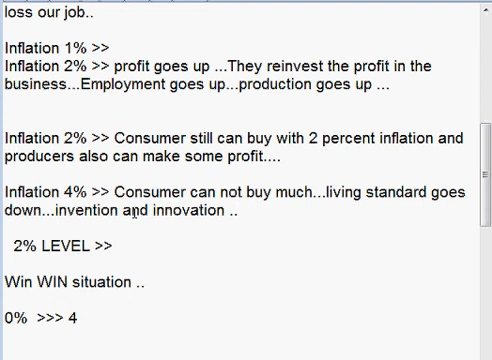 loss our job..
Inflation 1% >>
Inflation 2% >> profit goes up ...They reinvest the profit in the
business...Employment goes up...production goes up ...
Inflation 2% >> Consumer still can buy with 2 percent inflation and
producers also can make some profit....
Inflation 4% >> Consumer can not buy much...living standard goes
down...invention and innovation ..
2% LEVEL >>
Win WIN situation ..
0%  >>> 4